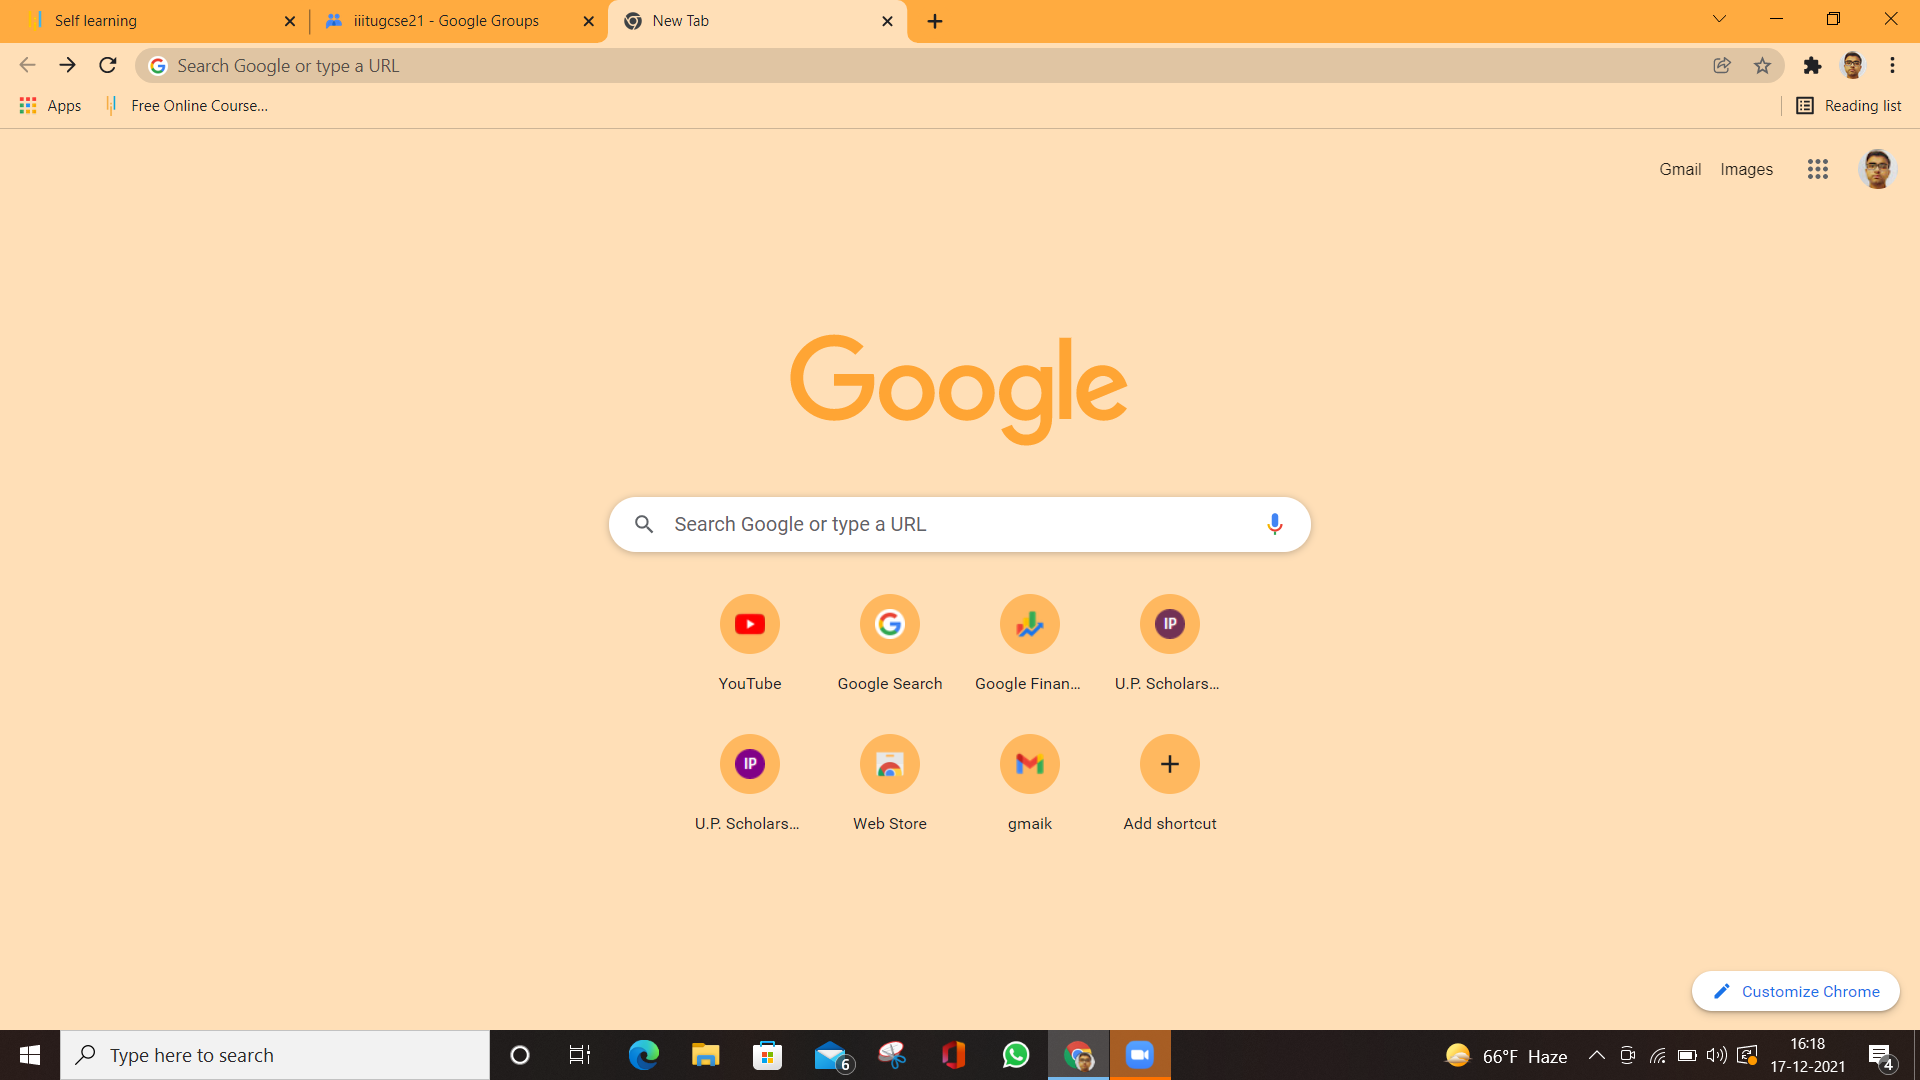 Self learning
iiitugcse21 - Google Groups
New Tab
Search Google or type a URL
Apps
Free Online Course...
Reading list
Gmail
Images
Google
Search Google or type a URL
YouTube
Google Search
Google Finan...
IP
U.P. Scholars...
IP
U.P. Scholars...
Web Store
gmaik
Add shortcut
Customize Chrome
Type here to search
6
66°F Haze
16:18
17-12-2021
4